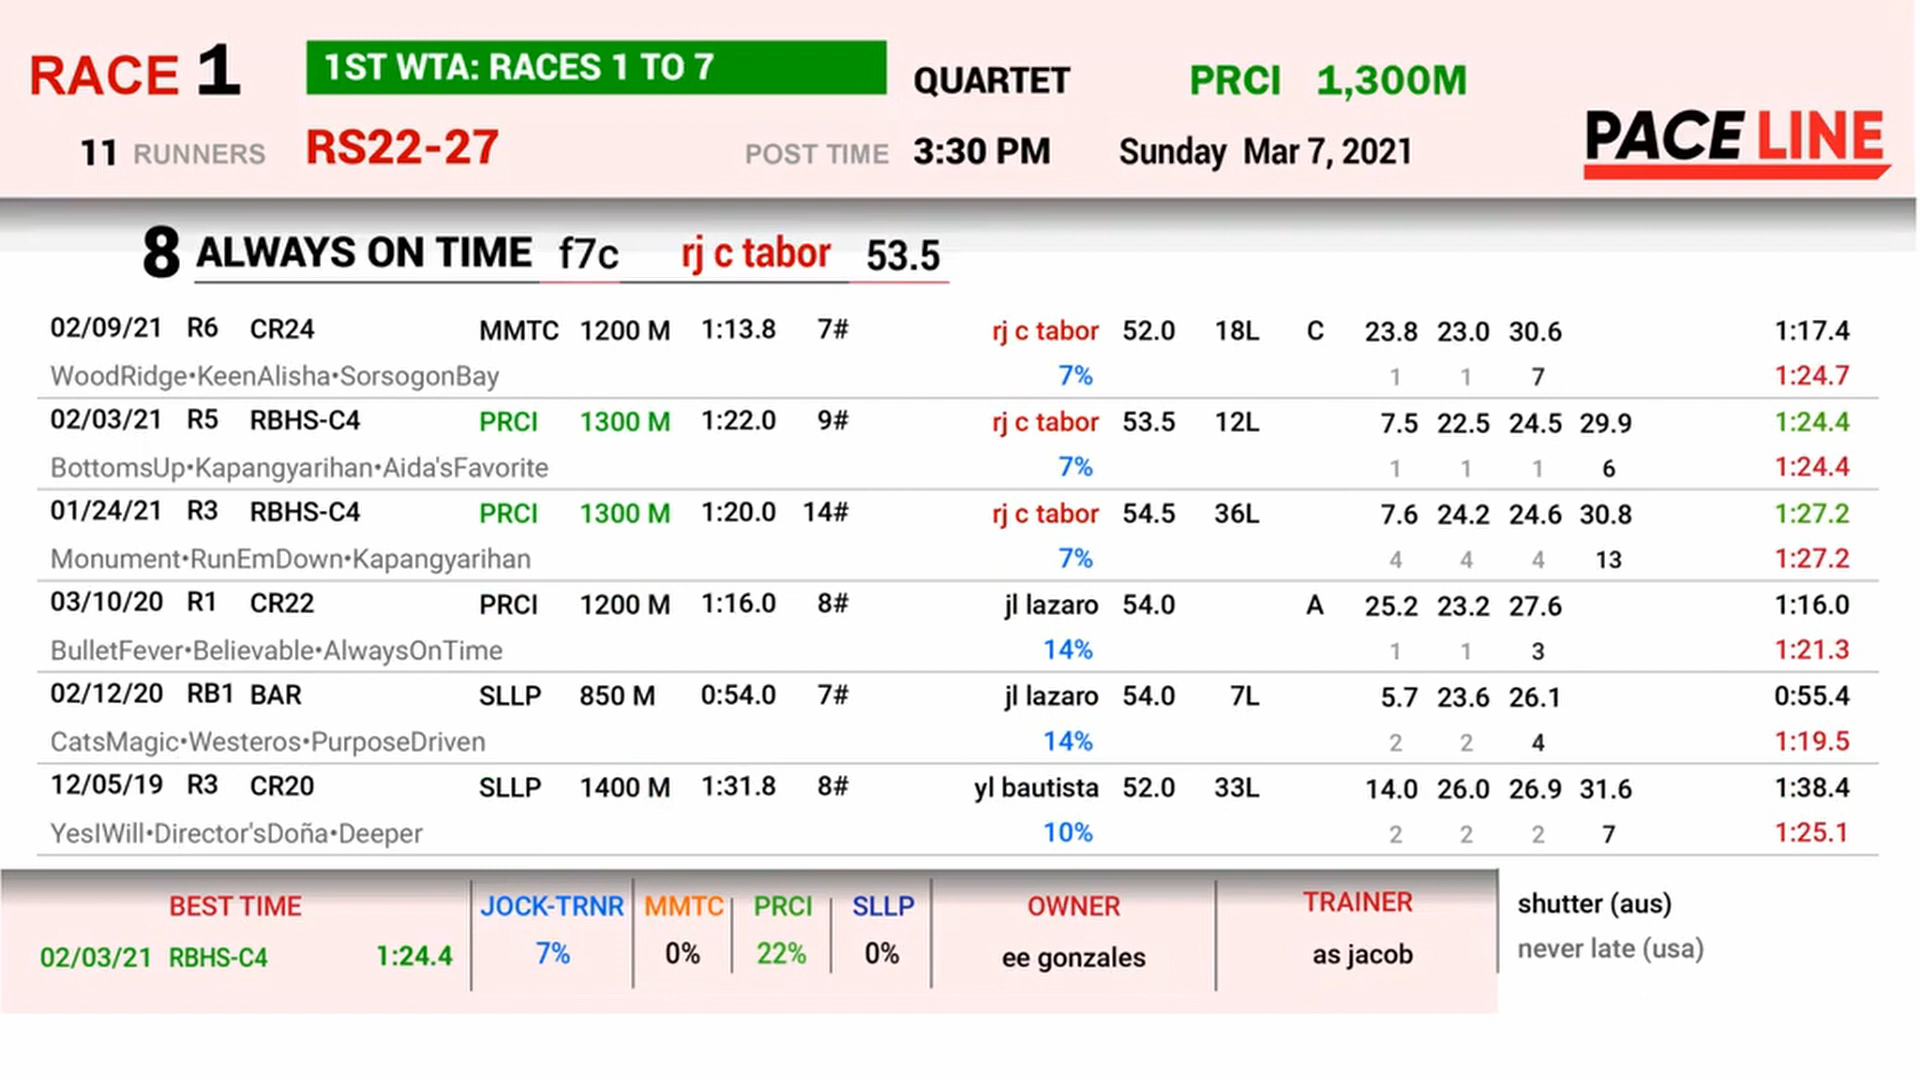 RACE 1 1ST WTA: RACES 1 TO 7 QUARTET PRCI 1,300M
11 RUNNERS RS22-27 POST TIME 3:30 PM Sunday Mar 7, 2021 PACE LINE
8 ALWAYS ON TIME f7c rj c tabor 53.5
02/09/21 R6 CR24 MMTC 1200 M 1:13.8 7# rj c tabor 52.0 18L C 23.8 23.0 30.6 1:17.4
WoodRidge•KeenAlisha•SorsogonBay 7% 1 1 7 1:24.7
02/03/21 R5 RBHS-C4 PRCI 1300 M 1:22.0 9# rj c tabor 53.5 12L 7.5 22.5 24.5 29.9 1:24.4
BottomsUp•Kapangyarihan•Aida'sFavorite 7% 1 1 1 6 1:24.4
01/24/21 R3 RBHS-C4 PRCI 1300 M 1:20.0 14# rj c tabor 54.5 36L 7.6 24.2 24.6 30.8 1:27.2
Monument•RunEmDown•Kapangyarihan 7% 4 4 4 13 1:27.2
03/10/20 R1 CR22 PRCI 1200 M 1:16.0 8# jl lazaro 54.0 A 25.2 23.2 27.6 1:16.0
BulletFever•Believable•AlwaysOnTime 14% 1 1 3 1:21.3
02/12/20 RB1 BAR SLLP 850 M 0:54.0 7# jl lazaro 54.0 7L 5.7 23.6 26.1 0:55.4
CatsMagic•Westeros•PurposeDriven 14% 2 2 4 1:19.5
12/05/19 R3 CR20 SLLP 1400 M 1:31.8 8# yl bautista 52.0 33L 14.0 26.0 26.9 31.6 1:38.4
YesIWill•Director'sDoña•Deeper 10% 2 2 2 7 1:25.1
BEST TIME JOCK-TRNR MMTC PRCI SLLP OWNER TRAINER shutter (aus)
02/03/21 RBHS-C4 1:24.4 7% 0% 22% 0% ee gonzales as jacob never late (usa)